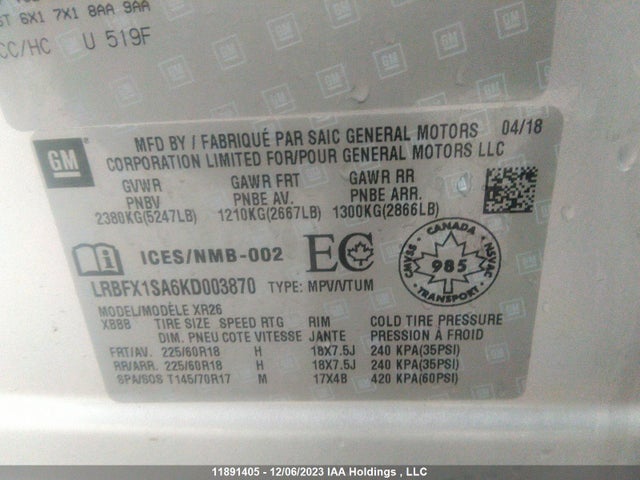 6X1 7X1 8AA 9AA
CC/HC U 519F
GM
MFD BY / FABRIQUÉ PAR SAIC GENERAL MOTORS 04/18
CORPORATION LIMITED FOR/POUR GENERAL MOTORS LLC
GVWR GAWR FRT GAWR RR
PNBV PNBE AV. PNBE ARR.
2380KG(5247LB) 1210KG(2667LB) 1300KG(2866LB)
ICES/NMB-002 EC
CANADA
CMVSS 985 NSVAC
TRANSPORT
LRBFX1SA6KD003870 TYPE: MPV/VTUM
MODEL/MODÈLE XR26
XBBB TIRE SIZE SPEED RTG RIM COLD TIRE PRESSURE
DIM. PNEU COTE VITESSE JANTE PRESSION À FROID
FRT/AV. 225/60R18 H 18X7.5J 240 KPA(35PSI)
RR/ARR. 225/60R18 H 18X7.5J 240 KPA(35PSI)
SPA/SOS T145/70R17 M 17X4B 420 KPA(60PSI)
11891405 - 12/06/2023 IAA Holdings , LLC